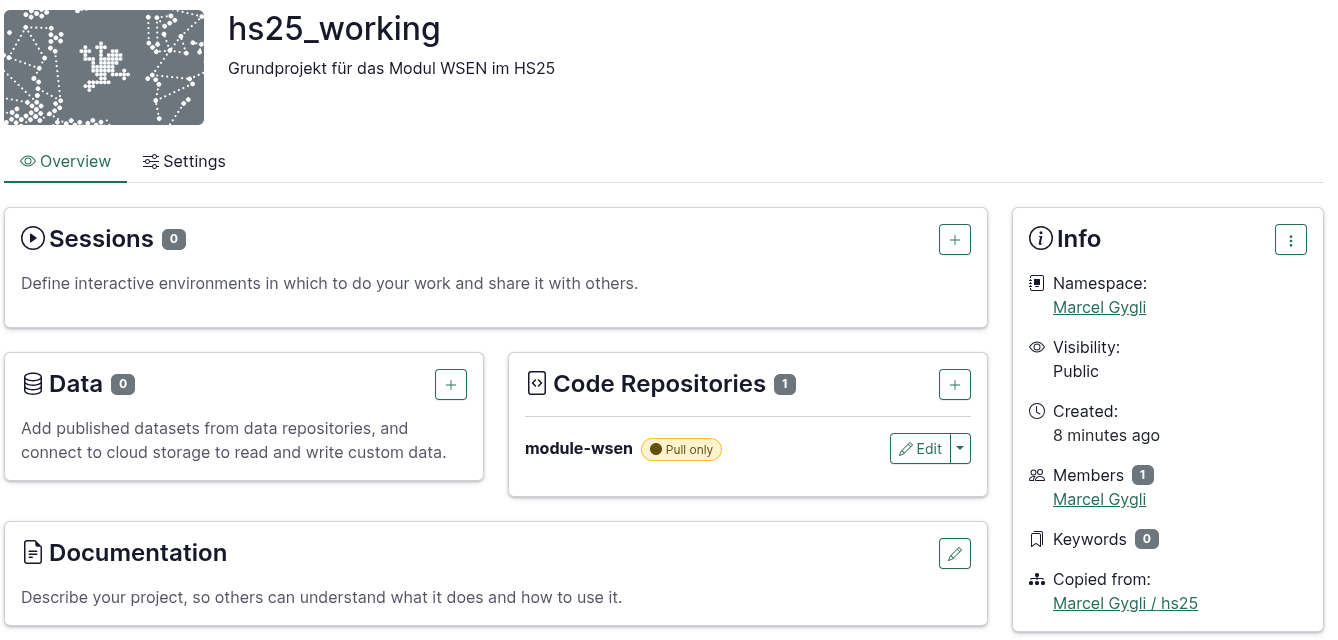 hs25_working
Grundprojekt für das Modul WSEN im HS25
Overview
Settings
Sessions 0
Define interactive environments in which to do your work and share it with others.
Data 0
Add published datasets from data repositories, and
connect to cloud storage to read and write custom data.
Code Repositories 1
module-wsen Pull only Edit
Documentation
Describe your project, so others can understand what it does and how to use it.
Info
Namespace:
Marcel Gygli
Visibility:
Public
Created:
8 minutes ago
Members 1
Marcel Gygli
Keywords 0
Copied from:
Marcel Gygli / hs25